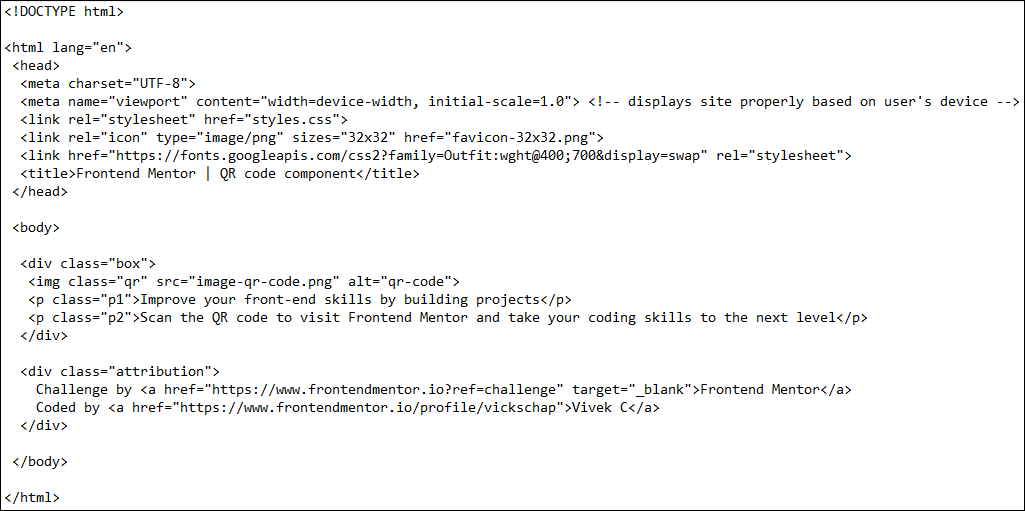 <!DOCTYPE html>
<html lang="en">
<head>
<meta charset="UTF-8">
<meta name="viewport" content="width=device-width, initial-scale=1.0"> <!-- displays site properly based on user's device -->
<link rel="stylesheet" href="styles.css">
<link rel="icon" type="image/png" sizes="32x32" href="favicon-32x32.png">
<link href="https://fonts.googleapis.com/css2?family=Outfit:wght@400;700&display=swap" rel="stylesheet">
<title>Frontend Mentor | QR code component</title>
</head>
<body>
<div class="box">
<img class="qr" src="image-qr-code.png" alt="qr-code">
<p class="p1">Improve your front-end skills by building projects</p>
<p class="p2">Scan the QR code to visit Frontend Mentor and take your coding skills to the next level</p>
</div>
<div class="attribution">
Challenge by <a href="https://www.frontendmentor.io?ref=challenge" target="_blank">Frontend Mentor</a>
Coded by <a href="https://www.frontendmentor.io/profile/vickschap">Vivek C</a>
</div>
</body>
</html>